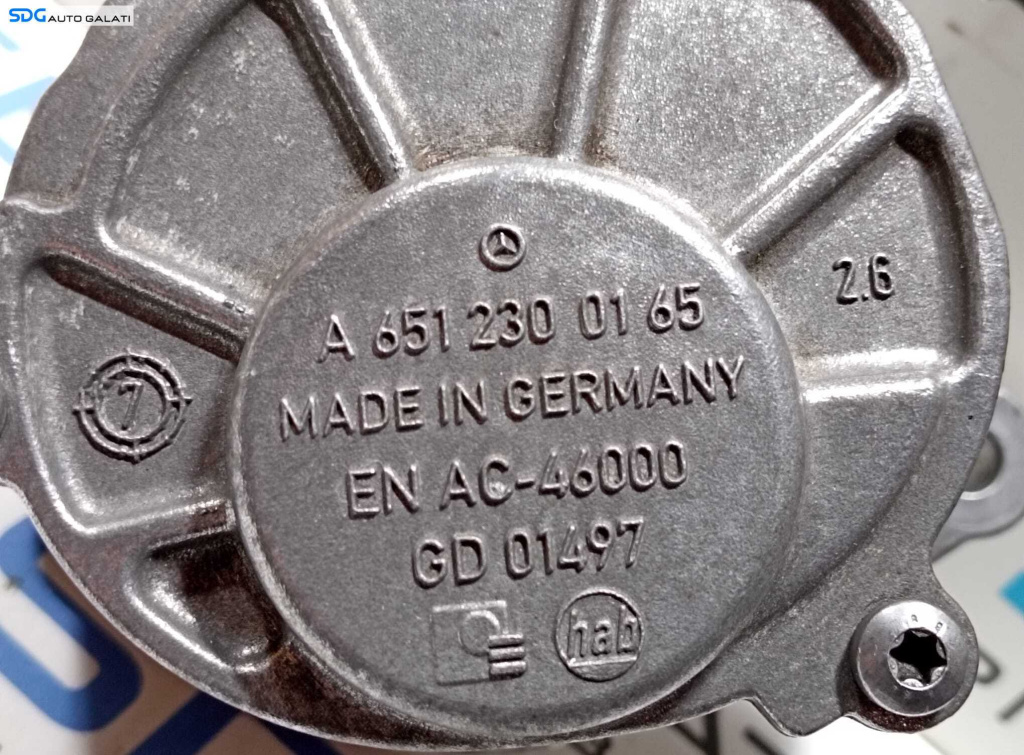 SDG AUTO GALATI
A 651 230 01 65
MADE IN GERMANY
EN AC-46000
GD 01497
hab
2.6
7